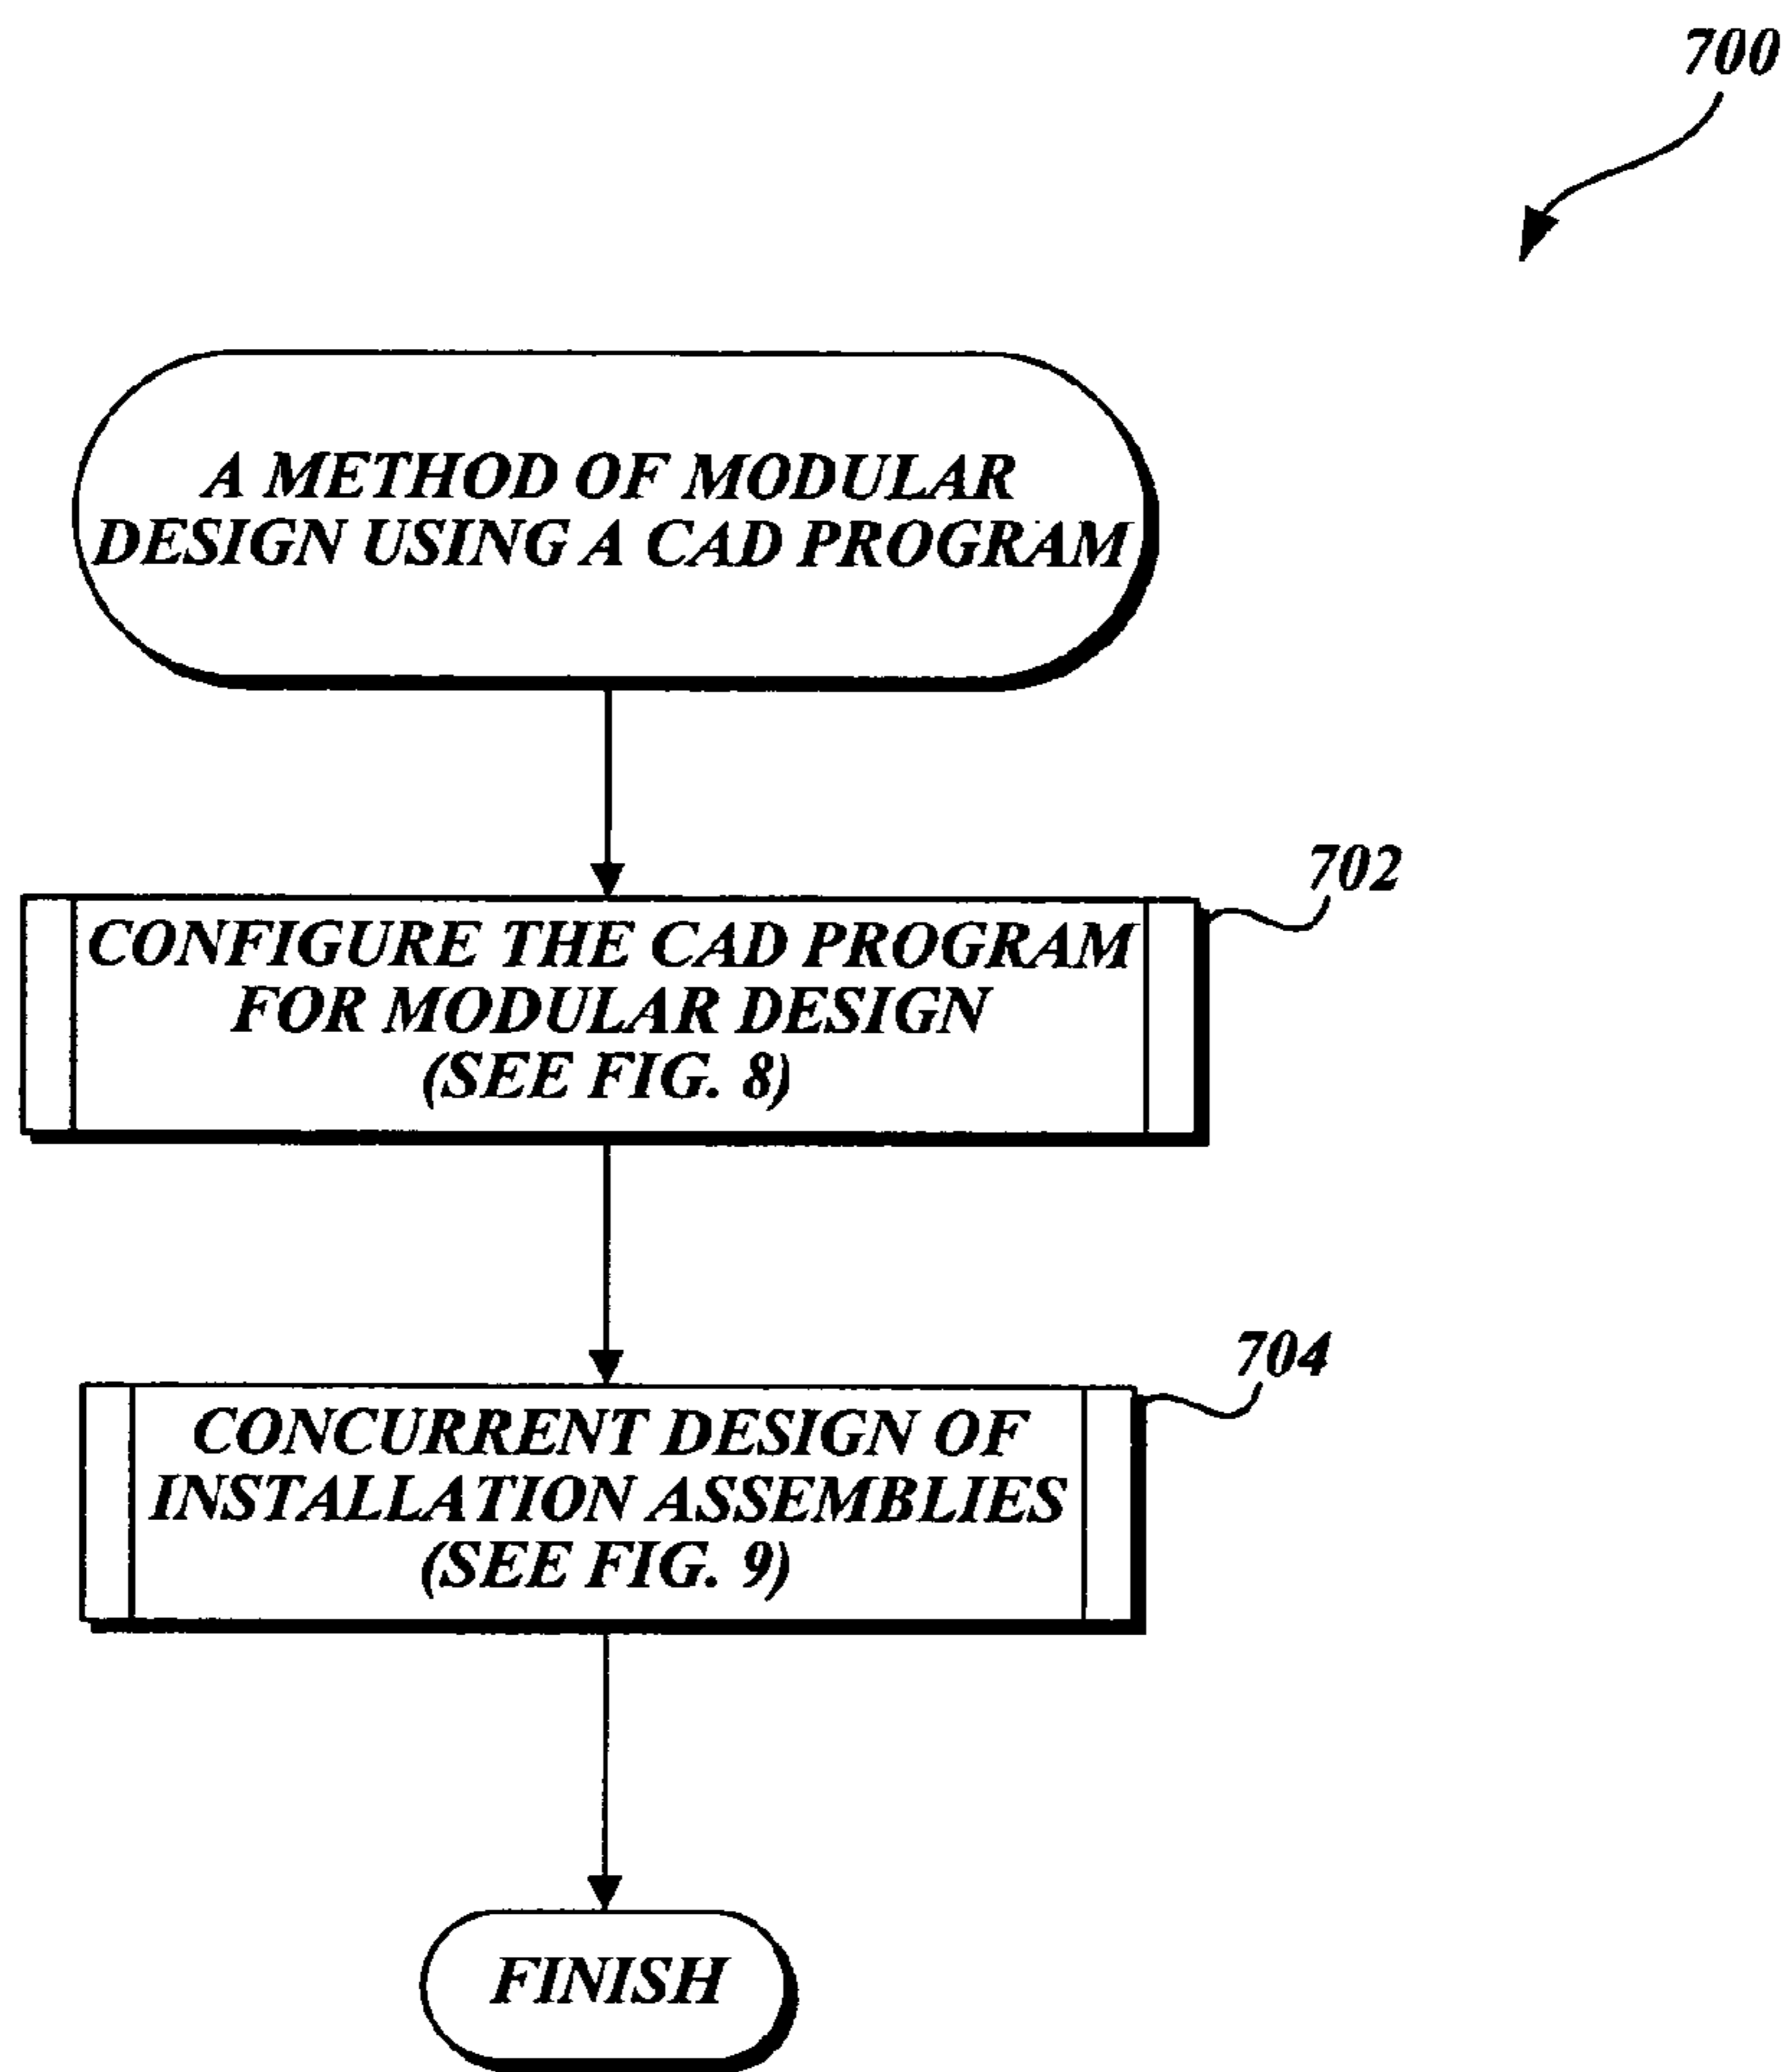 700
A METHOD OF MODULAR
DESIGN USING A CAD PROGRAM
702
CONFIGURE THE CAD PROGRAM
FOR MODULAR DESIGN
(SEE FIG. 8)
704
CONCURRENT DESIGN OF
INSTALLATION ASSEMBLIES
(SEE FIG. 9)
FINISH